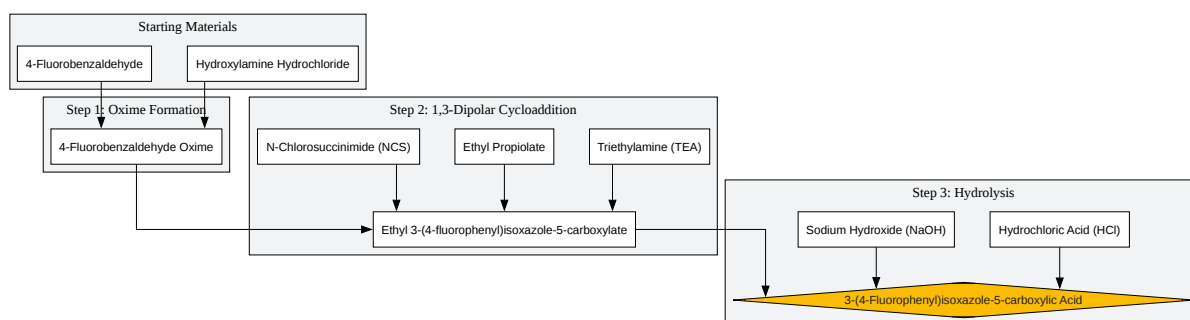 Starting Materials
4-Fluorobenzaldehyde
Hydroxylamine Hydrochloride
Step 1: Oxime Formation
4-Fluorobenzaldehyde Oxime
Step 2: 1,3-Dipolar Cycloaddition
N-Chlorosuccinimide (NCS)
Ethyl Propiolate
Triethylamine (TEA)
Ethyl 3-(4-fluorophenyl)isoxazole-5-carboxylate
Step 3: Hydrolysis
Sodium Hydroxide (NaOH)
Hydrochloric Acid (HCl)
3-(4-Fluorophenyl)isoxazole-5-carboxylic Acid